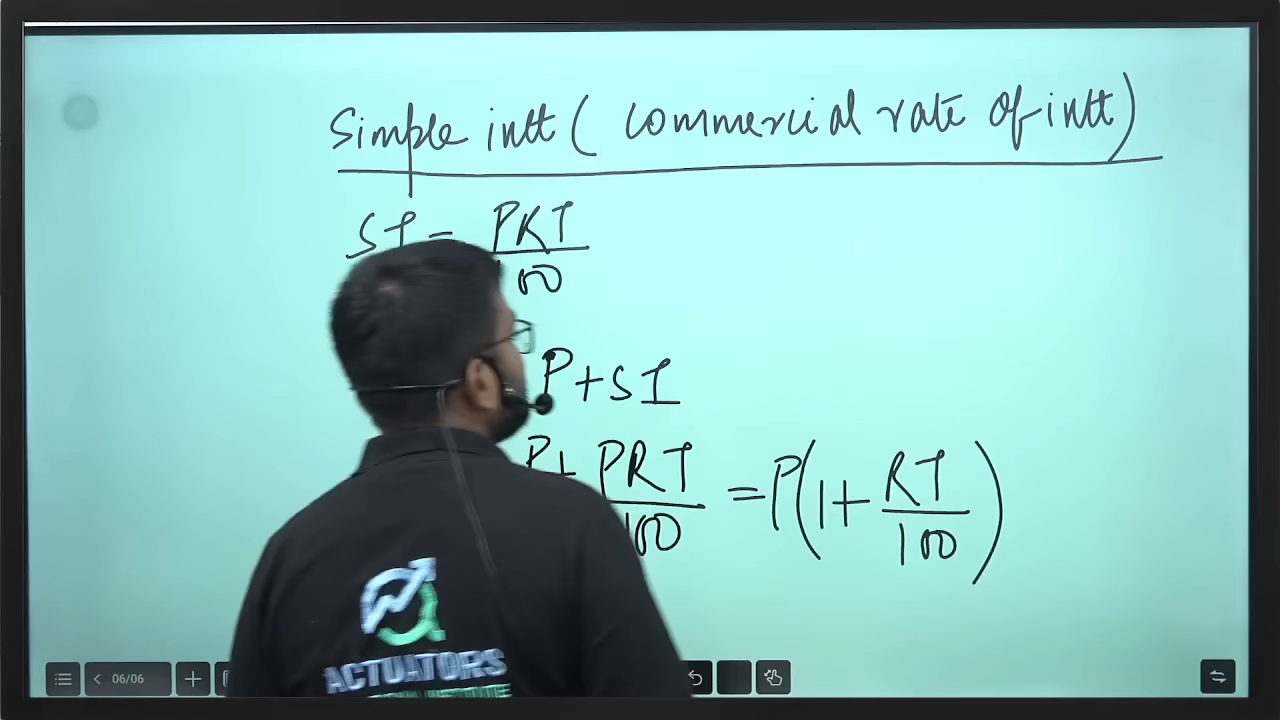 Simple intt ( Commercial rate of intt )
SI = PRT
100
P + SI
P + PRT = P ( 1 + RT )
100 100
ACTUATORS
06/06